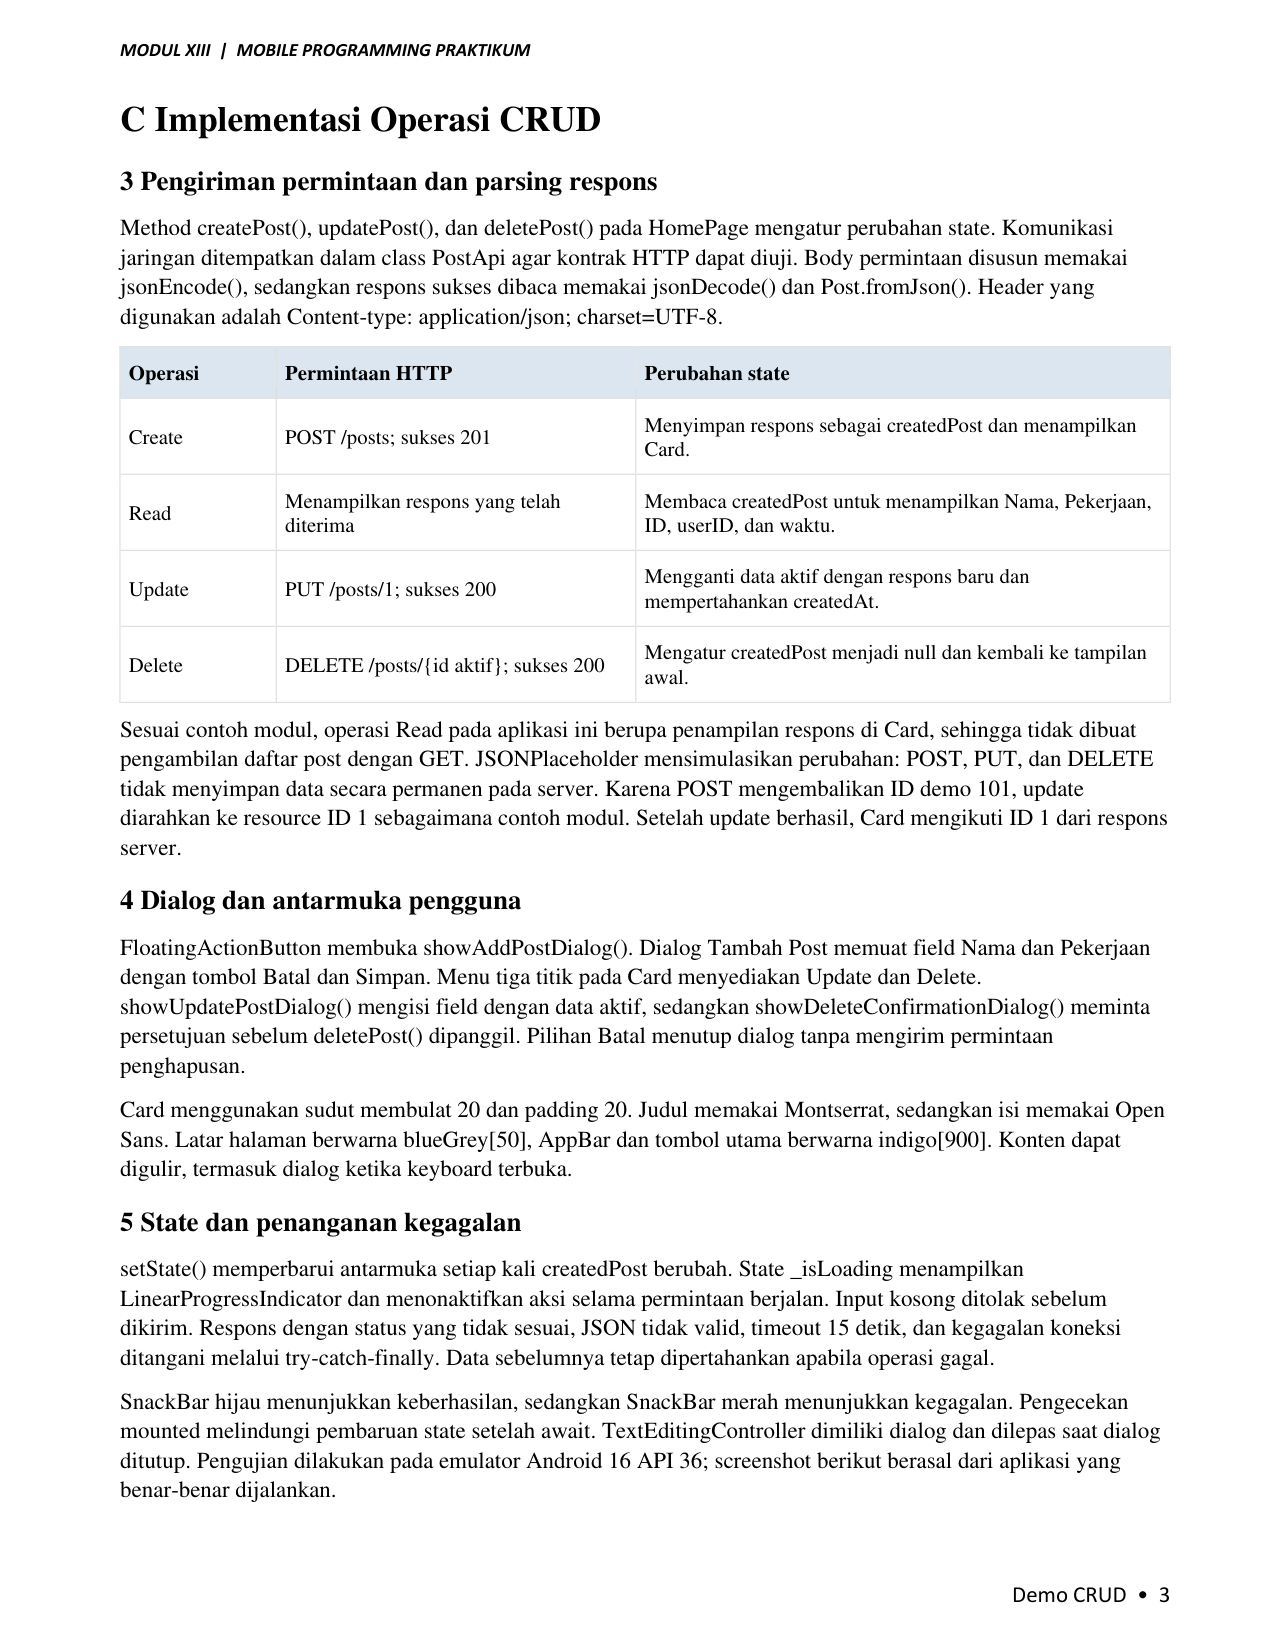 MODUL XIII | MOBILE PROGRAMMING PRAKTIKUM
C Implementasi Operasi CRUD
3 Pengiriman permintaan dan parsing respons
Method createPost(), updatePost(), dan deletePost() pada HomePage mengatur perubahan state. Komunikasi
jaringan ditempatkan dalam class PostApi agar kontrak HTTP dapat diuji. Body permintaan disusun memakai
jsonEncode(), sedangkan respons sukses dibaca memakai jsonDecode() dan Post.fromJson(). Header yang
digunakan adalah Content-type: application/json; charset=UTF-8.
Operasi Permintaan HTTP Perubahan state
Create POST /posts; sukses 201 Menyimpan respons sebagai createdPost dan menampilkan
Card.
Read Menampilkan respons yang telah
diterima
Membaca createdPost untuk menampilkan Nama, Pekerjaan,
ID, userID, dan waktu.
Update PUT /posts/1; sukses 200 Mengganti data aktif dengan respons baru dan
mempertahankan createdAt.
Delete DELETE /posts/{id aktif}; sukses 200 Mengatur createdPost menjadi null dan kembali ke tampilan
awal.
Sesuai contoh modul, operasi Read pada aplikasi ini berupa penampilan respons di Card, sehingga tidak dibuat
pengambilan daftar post dengan GET. JSONPlaceholder mensimulasikan perubahan: POST, PUT, dan DELETE
tidak menyimpan data secara permanen pada server. Karena POST mengembalikan ID demo 101, update
diarahkan ke resource ID 1 sebagaimana contoh modul. Setelah update berhasil, Card mengikuti ID 1 dari respons
server.
4 Dialog dan antarmuka pengguna
FloatingActionButton membuka showAddPostDialog(). Dialog Tambah Post memuat field Nama dan Pekerjaan
dengan tombol Batal dan Simpan. Menu tiga titik pada Card menyediakan Update dan Delete.
showUpdatePostDialog() mengisi field dengan data aktif, sedangkan showDeleteConfirmationDialog() meminta
persetujuan sebelum deletePost() dipanggil. Pilihan Batal menutup dialog tanpa mengirim permintaan
penghapusan.
Card menggunakan sudut membulat 20 dan padding 20. Judul memakai Montserrat, sedangkan isi memakai Open
Sans. Latar halaman berwarna blueGrey[50], AppBar dan tombol utama berwarna indigo[900]. Konten dapat
digulir, termasuk dialog ketika keyboard terbuka.
5 State dan penanganan kegagalan
setState() memperbarui antarmuka setiap kali createdPost berubah. State _isLoading menampilkan
LinearProgressIndicator dan menonaktifkan aksi selama permintaan berjalan. Input kosong ditolak sebelum
dikirim. Respons dengan status yang tidak sesuai, JSON tidak valid, timeout 15 detik, dan kegagalan koneksi
ditangani melalui try-catch-finally. Data sebelumnya tetap dipertahankan apabila operasi gagal.
SnackBar hijau menunjukkan keberhasilan, sedangkan SnackBar merah menunjukkan kegagalan. Pengecekan
mounted melindungi pembaruan state setelah await. TextEditingController dimiliki dialog dan dilepas saat dialog
ditutup. Pengujian dilakukan pada emulator Android 16 API 36; screenshot berikut berasal dari aplikasi yang
benar-benar dijalankan.
Demo CRUD • 3